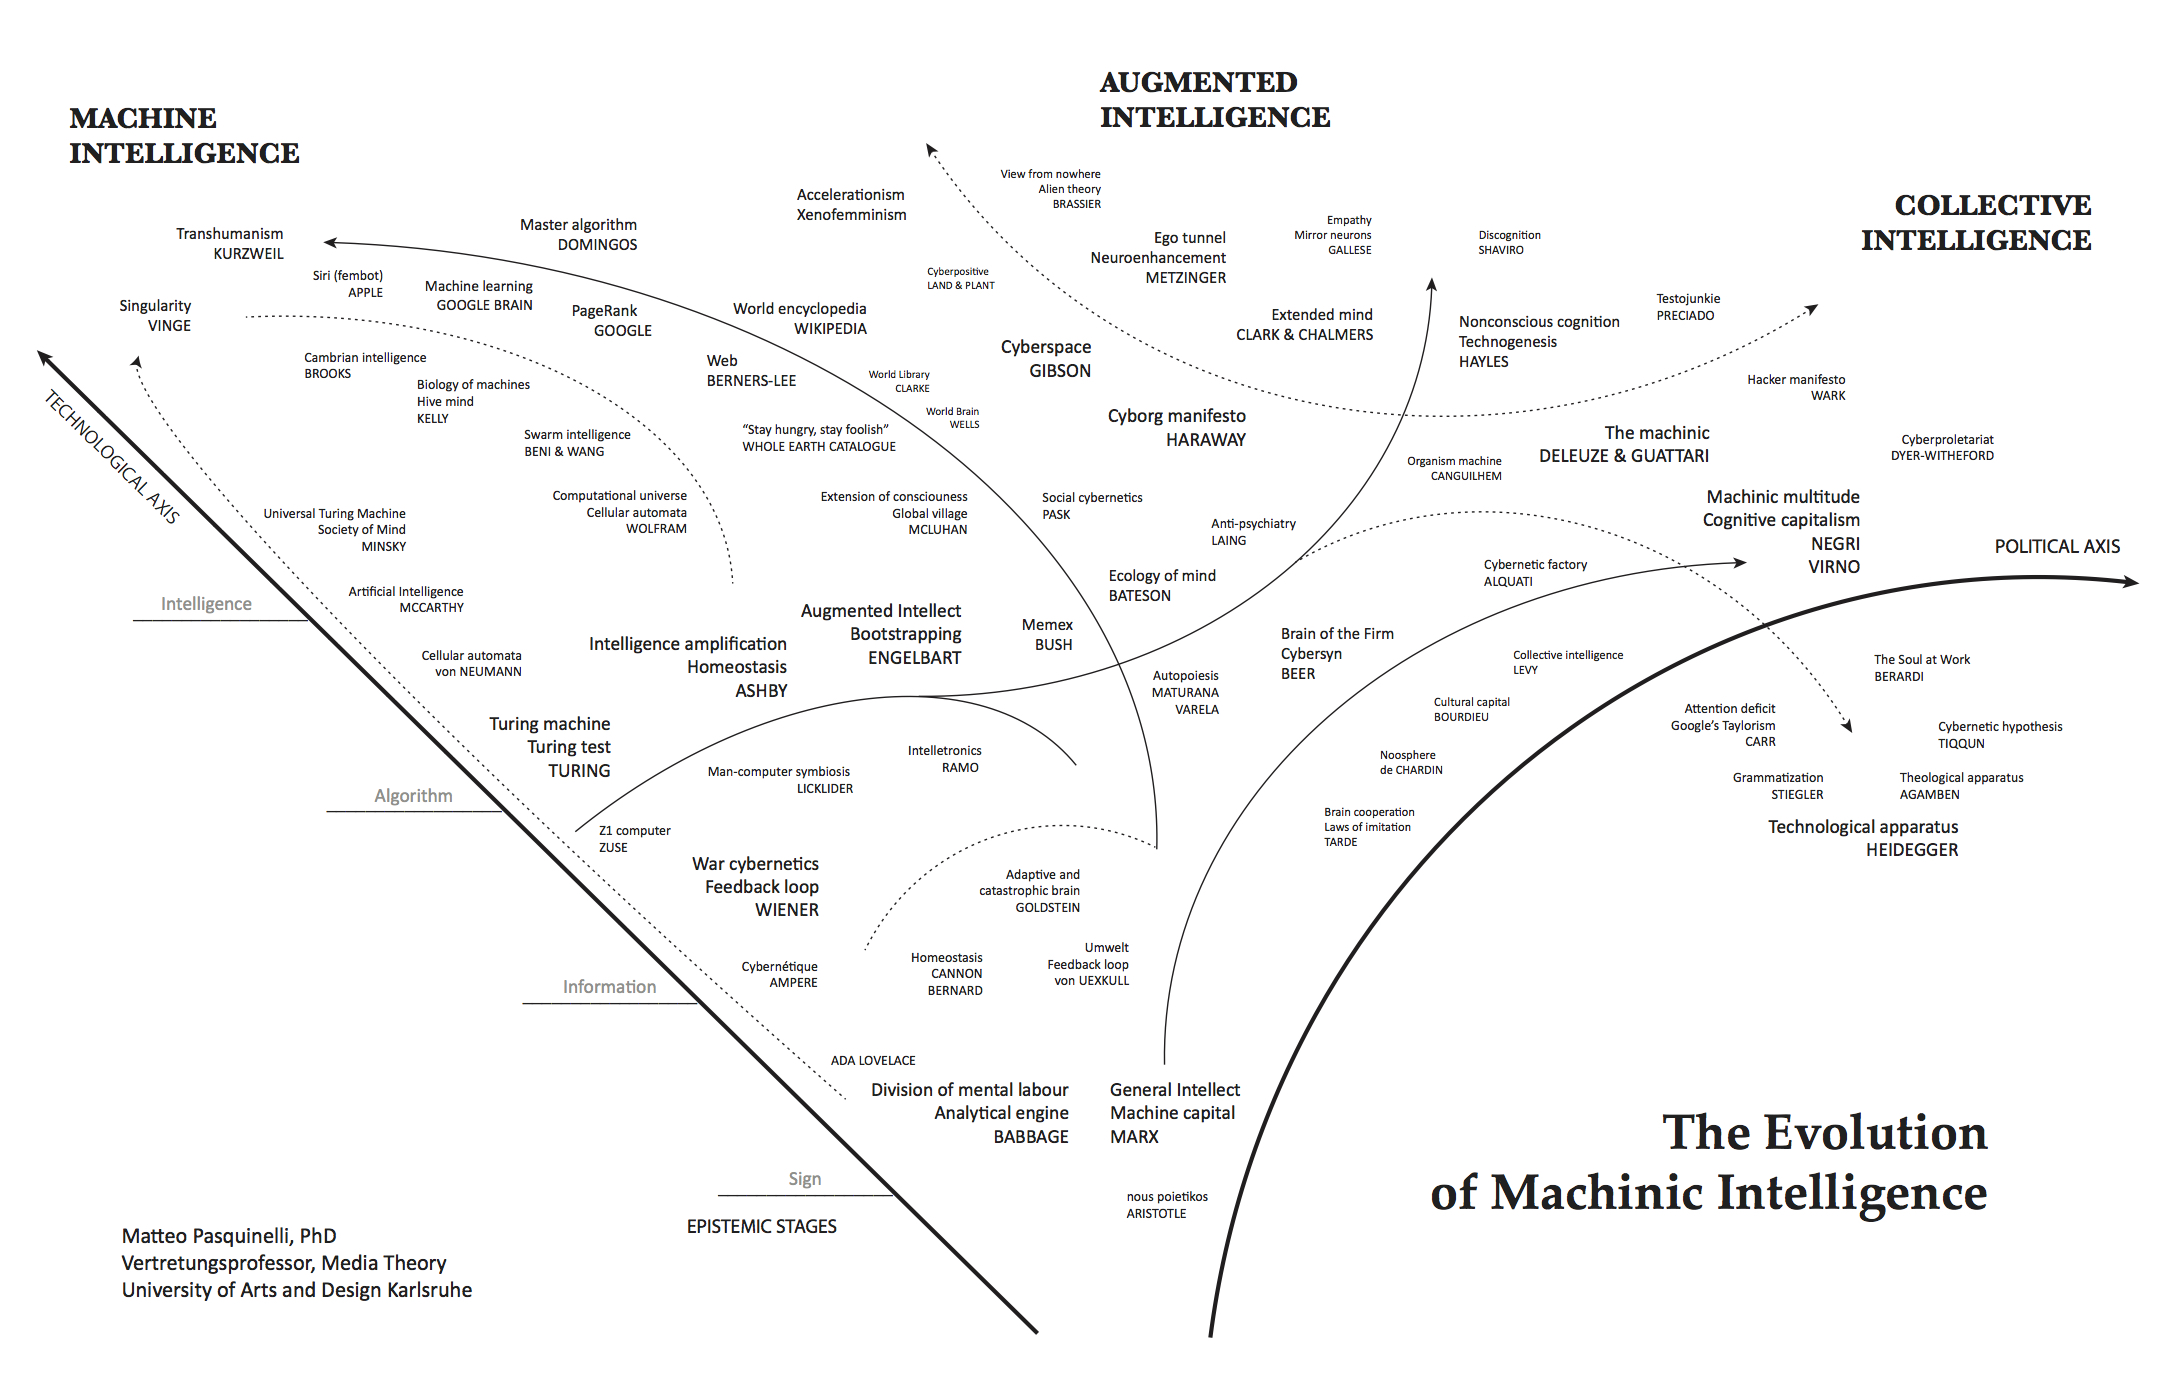 AUGMENTED
INTELLIGENCE
MACHINE
INTELLIGENCE
COLLECTIVE
INTELLIGENCE
View from nowhere
Alien theory
BRASSIER
Accelerationism
Xenofemminism
Master algorithm
DOMINGOS
Transhumanism
KURZWEIL
Empathy
Mirror neurons
GALLESE
Discognition
SHAVIRO
Ego tunnel
Neuroenhancement
METZINGER
Siri (fembot)
APPLE
Machine learning
GOOGLE BRAIN
Cyberpositive
LAND & PLANT
Singularity
VINGE
PageRank
GOOGLE
World encyclopedia
WIKIPEDIA
Extended mind
CLARK & CHALMERS
Nonconscious cognition
Technogenesis
HAYLES
Testojunkie
PRECIADO
Cyberspace
GIBSON
Cambrian intelligence
BROOKS
Web
BERNERS-LEE
World Library
CLARKE
Biology of machines
Hive mind
KELLY
Hacker manifesto
WARK
World Brain
WELLS
Cyborg manifesto
HARAWAY
TECHNOLOGICAL AXIS
Swarm intelligence
BENI & WANG
“Stay hungry, stay foolish”
WHOLE EARTH CATALOGUE
The machinic
DELEUZE & GUATTARI
Cyberproletariat
DYER-WITHEFORD
Organism machine
CANGUILHEM
Computational universe
Cellular automata
WOLFRAM
Extension of consciouness
Global village
MCLUHAN
Social cybernetics
PASK
Machinic multitude
Cognitive capitalism
NEGRI
VIRNO
Universal Turing Machine
Society of Mind
MINSKY
Anti-psychiatry
LAING
POLITICAL AXIS
Cybernetic factory
ALQUATI
Ecology of mind
BATESON
Artificial Intelligence
MCCARTHY
Intelligence
Augmented Intellect
Bootstrapping
ENGELBART
Memex
BUSH
Brain of the Firm
Cybersyn
BEER
Intelligence amplification
Homeostasis
ASHBY
Cellular automata
von NEUMANN
Collective intelligence
LEVY
The Soul at Work
BERARDI
Autopoiesis
MATURANA
VARELA
Cultural capital
BOURDIEU
Attention deficit
Google’s Taylorism
CARR
Cybernetic hypothesis
TIQQUN
Turing machine
Turing test
TURING
Intelletronics
RAMO
Noosphere
de CHARDIN
Man-computer symbiosis
LICKLIDER
Grammatization
STIEGLER
Theological apparatus
AGAMBEN
Algorithm
Brain cooperation
Laws of imitation
TARDE
Technological apparatus
HEIDEGGER
Z1 computer
ZUSE
War cybernetics
Feedback loop
WIENER
Adaptive and
catastrophic brain
GOLDSTEIN
Umwelt
Feedback loop
von UEXKULL
Homeostasis
CANNON
BERNARD
Cybernétique
AMPERE
Information
ADA LOVELACE
Division of mental labour
Analytical engine
BABBAGE
General Intellect
Machine capital
MARX
The Evolution
of Machinic Intelligence
Sign
nous poietikos
ARISTOTLE
EPISTEMIC STAGES
Matteo Pasquinelli, PhD
Vertretungsprofessor, Media Theory
University of Arts and Design Karlsruhe